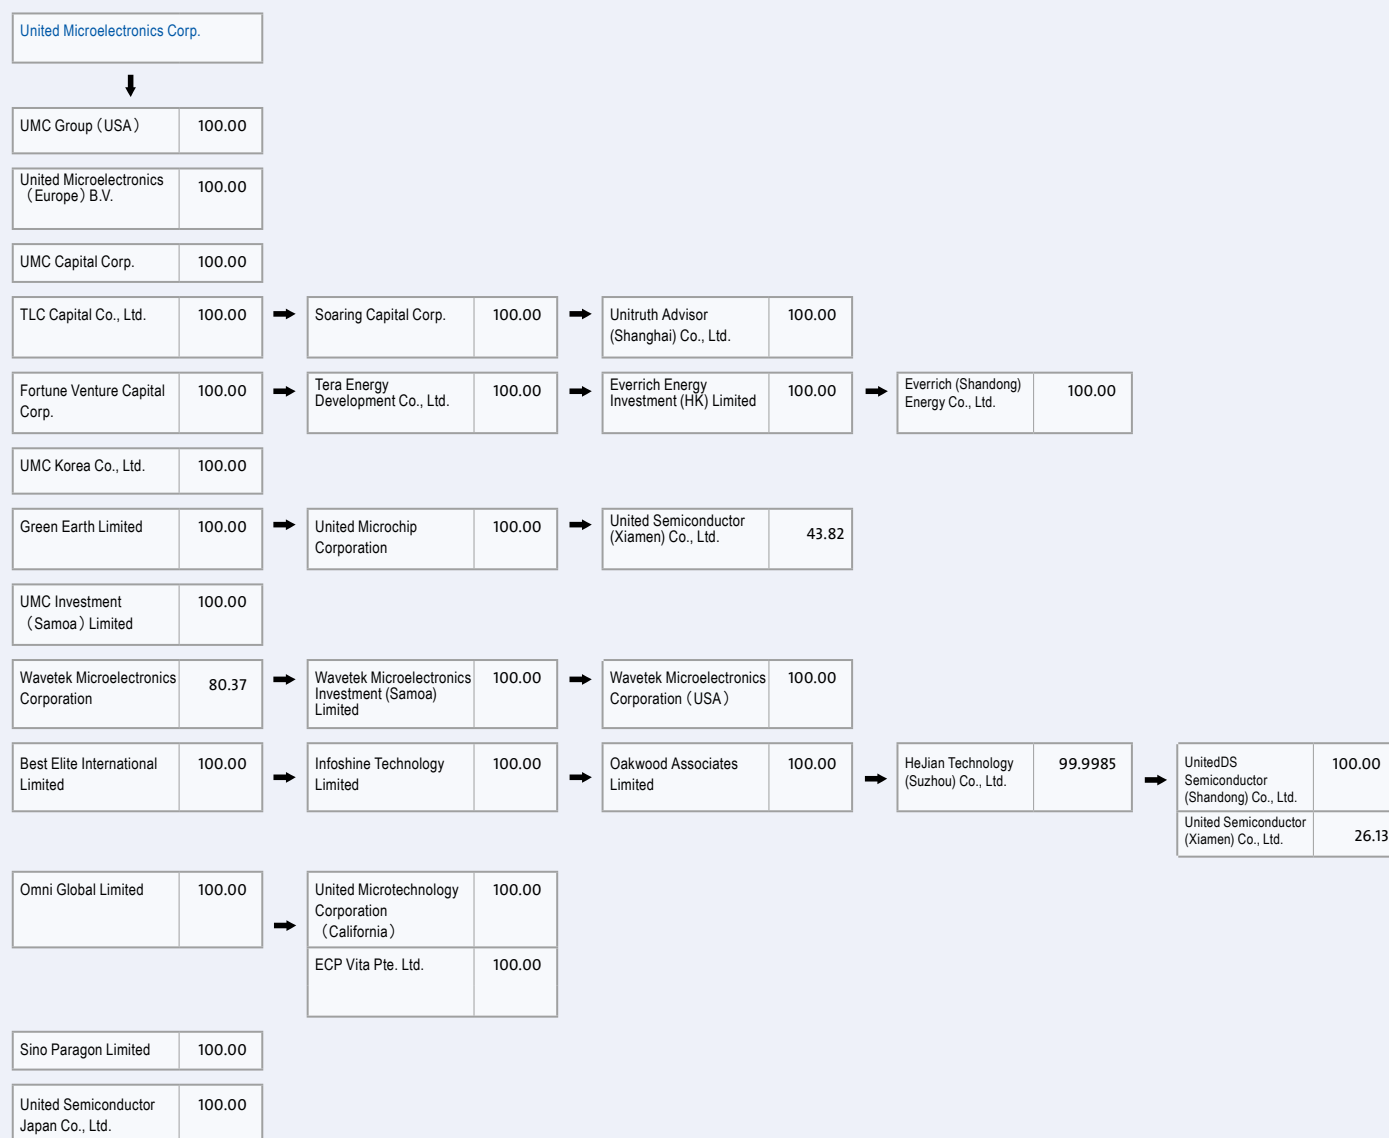 United Microelectronics Corp.
UMC Group（USA） 100.00
United Microelectronics
（Europe）B.V.
100.00
UMC Capital Corp. 100.00
TLC Capital Co., Ltd. 100.00
Soaring Capital Corp. 100.00
Unitruth Advisor
(Shanghai) Co., Ltd.
100.00
Fortune Venture Capital
Corp.
100.00
Tera Energy
Development Co., Ltd.
100.00
Everrich Energy
Investment (HK) Limited
100.00
Everrich (Shandong)
Energy Co., Ltd.
100.00
UMC Korea Co., Ltd. 100.00
Green Earth Limited 100.00
United Microchip
Corporation
100.00
United Semiconductor
(Xiamen) Co., Ltd.
43.82
UMC Investment
（Samoa）Limited
100.00
Wavetek Microelectronics
Corporation
80.37
Wavetek Microelectronics
Investment (Samoa)
Limited
100.00
Wavetek Microelectronics
Corporation（USA）
100.00
Best Elite International
Limited
100.00
Infoshine Technology
Limited
100.00
Oakwood Associates
Limited
100.00
HeJian Technology
(Suzhou) Co., Ltd.
99.9985
UnitedDS
Semiconductor
(Shandong) Co., Ltd.
100.00
United Semiconductor
(Xiamen) Co., Ltd.
26.13
Omni Global Limited 100.00
United Microtechnology
Corporation
（California）
100.00
ECP Vita Pte. Ltd. 100.00
Sino Paragon Limited 100.00
United Semiconductor
Japan Co., Ltd.
100.00